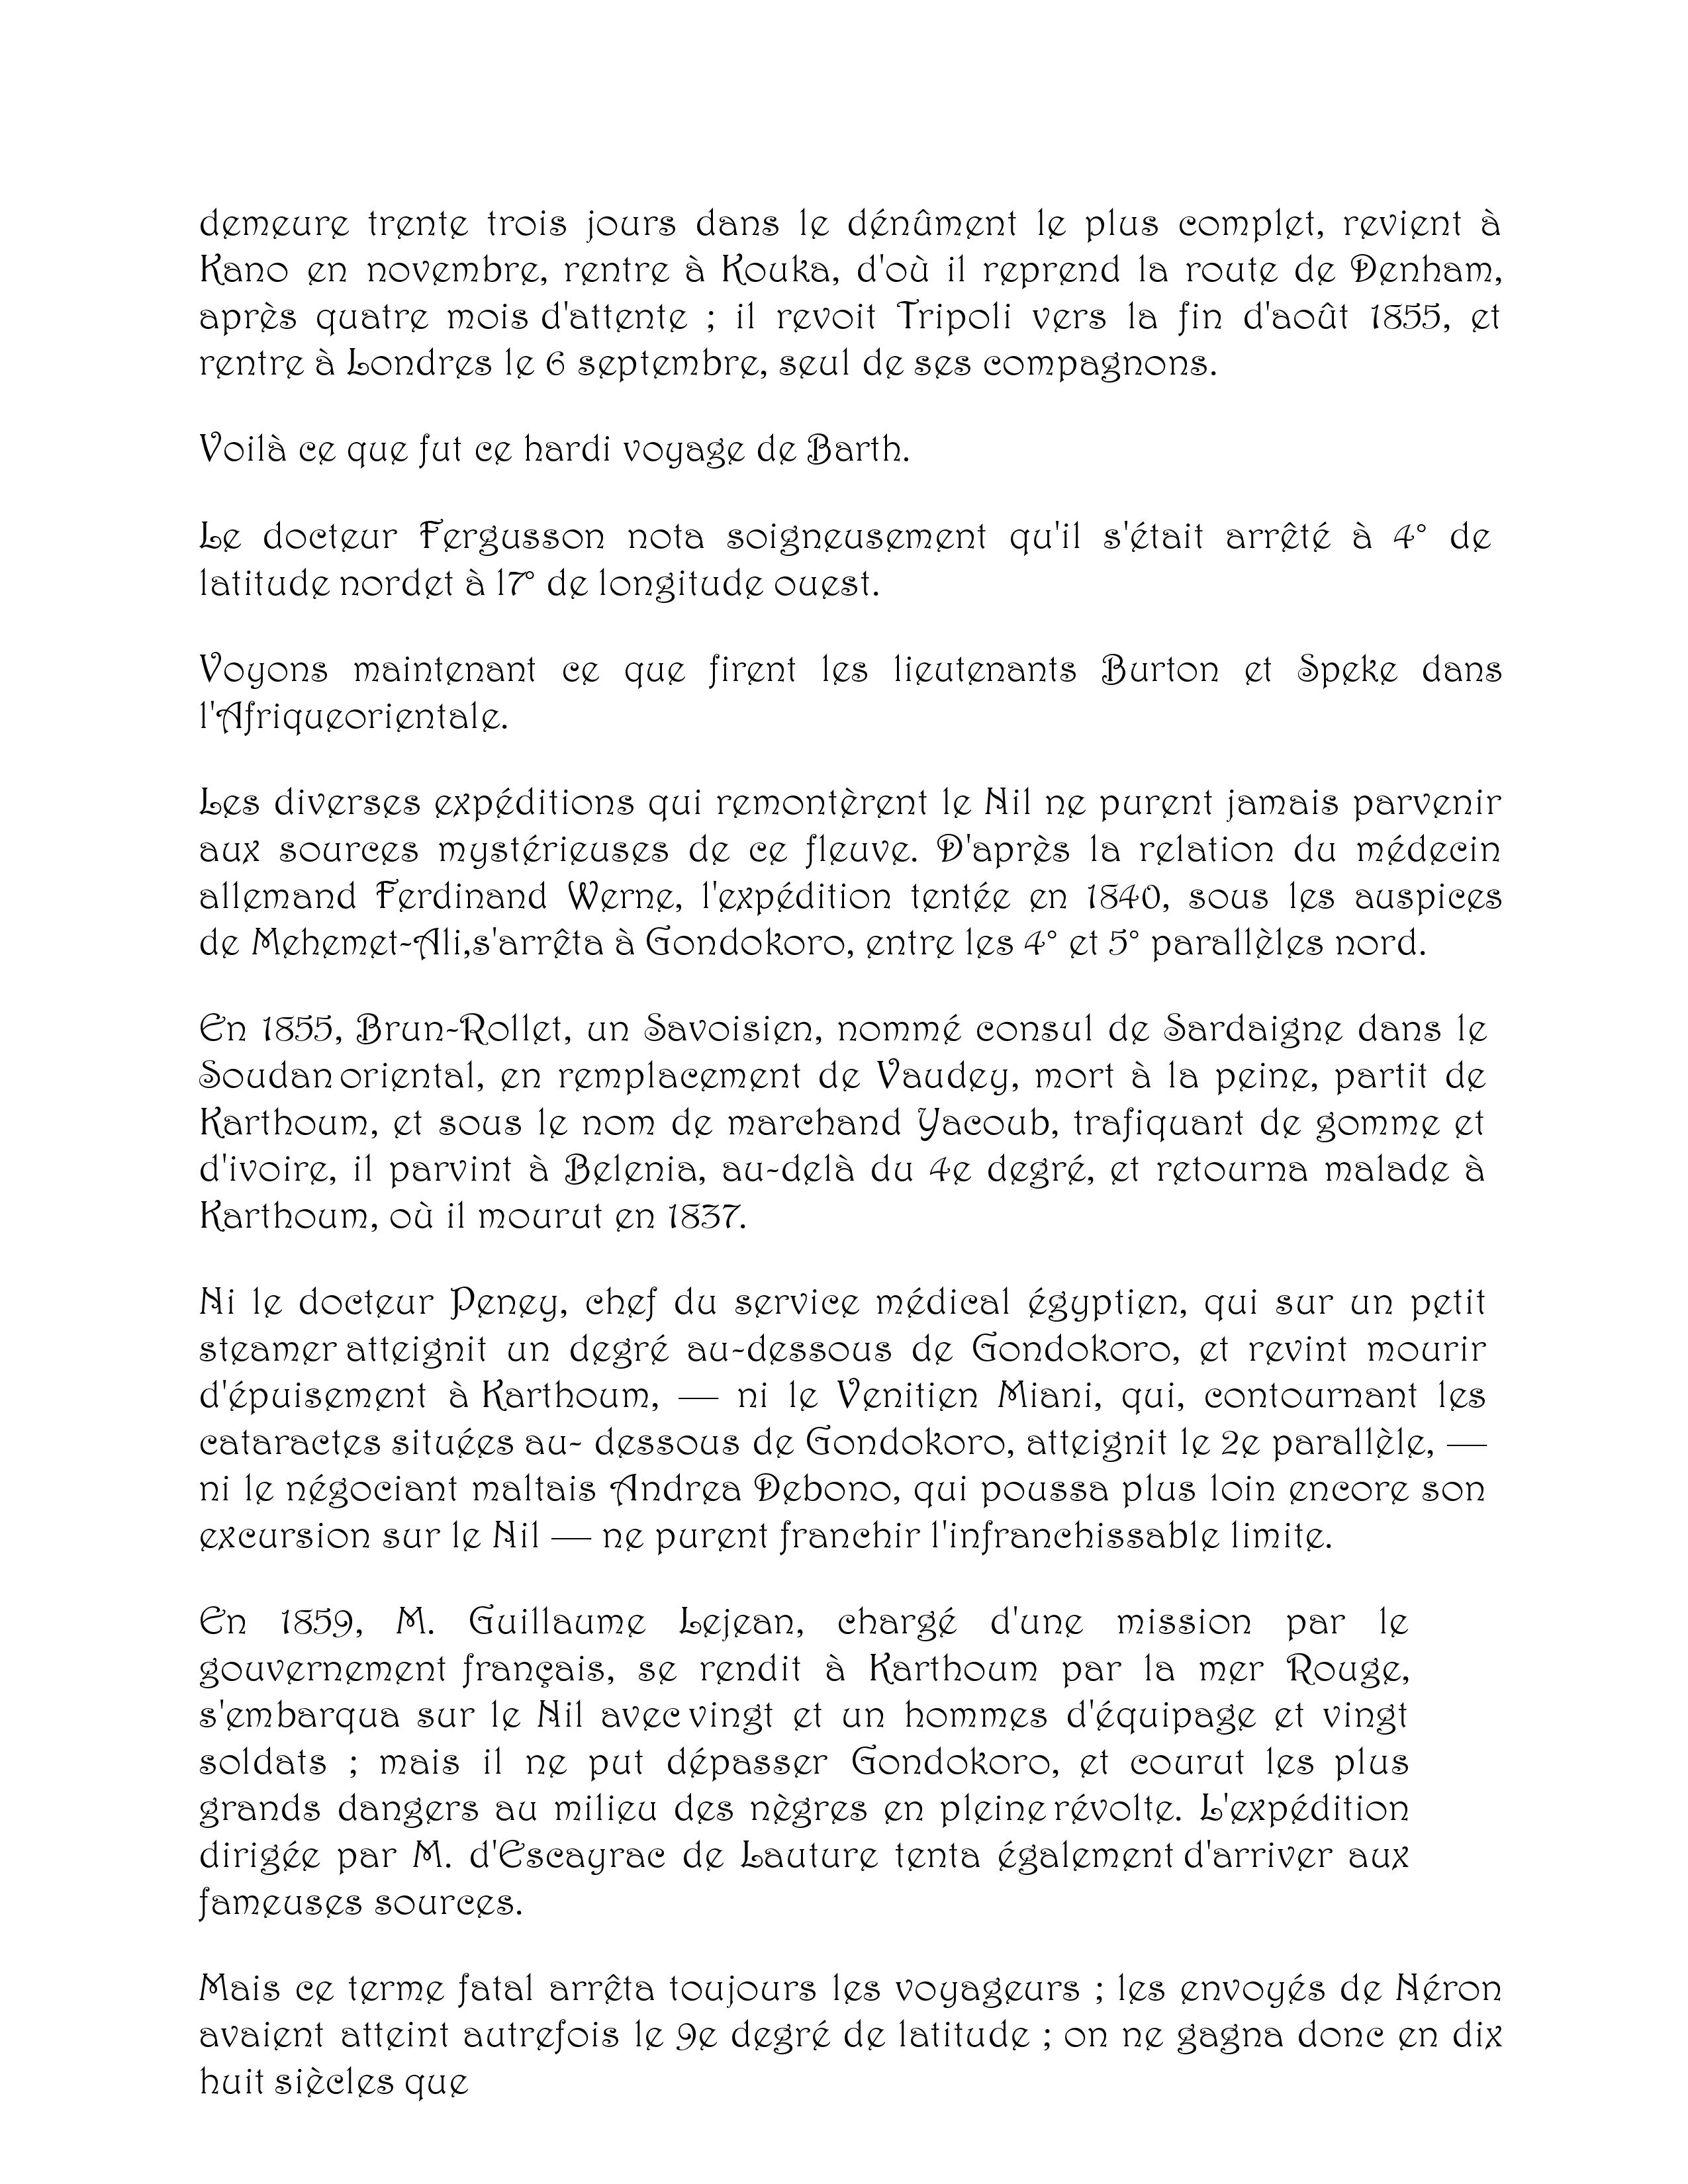 demeure trente trois jours dans le dénûment le plus complet, revient à
Kano en novembre, rentre à Kouka, d'où il reprend la route de Denham,
après quatre mois d'attente ; il revoit Tripoli vers la fin d'août 1855, et
rentre à Londres le 6 septembre, seul de ses compagnons.
Voilà ce que fut ce hardi voyage de Barth.
Le docteur Fergusson nota soigneusement qu'il s'était arrêté à 4° de
latitude nordet à 17° de longitude ouest.
Voyons maintenant ce que firent les lieutenants Burton et Speke dans
l'Afriqueorientale.
Les diverses expéditions qui remontèrent le Nil ne purent jamais parvenir
aux sources mystérieuses de ce fleuve. D'après la relation du médecin
allemand Ferdinand Werne, l'expédition tentée en 1840, sous les auspices
de Mehemet-Ali,s'arrêta à Gondokoro, entre les 4° et 5° parallèles nord.
En 1855, Brun-Rollet, un Savoisien, nommé consul de Sardaigne dans le
Soudan oriental, en remplacement de Vaudey, mort à la peine, partit de
Karthoum, et sous le nom de marchand Yacoub, trafiquant de gomme et
d'ivoire, il parvint à Belenia, au-delà du 4e degré, et retourna malade à
Karthoum, où il mourut en 1837.
Ni le docteur Peney, chef du service médical égyptien, qui sur un petit
steamer atteignit un degré au-dessous de Gondokoro, et revint mourir
d'épuisement à Karthoum, — ni le Venitien Miani, qui, contournant les
cataractes situées au- dessous de Gondokoro, atteignit le 2e parallèle, —
ni le négociant maltais Andrea Debono, qui poussa plus loin encore son
excursion sur le Nil — ne purent franchir l'infranchissable limite.
En 1859, M. Guillaume Lejean, chargé d'une mission par le
gouvernement français, se rendit à Karthoum par la mer Rouge,
s'embarqua sur le Nil avec vingt et un hommes d'équipage et vingt
soldats ; mais il ne put dépasser Gondokoro, et courut les plus
grands dangers au milieu des nègres en pleine révolte. L'expédition
dirigée par M. d'Escayrac de Lauture tenta également d'arriver aux
fameuses sources.
Mais ce terme fatal arrêta toujours les voyageurs ; les envoyés de Néron
avaient atteint autrefois le 9e degré de latitude ; on ne gagna donc en dix
huit siècles que